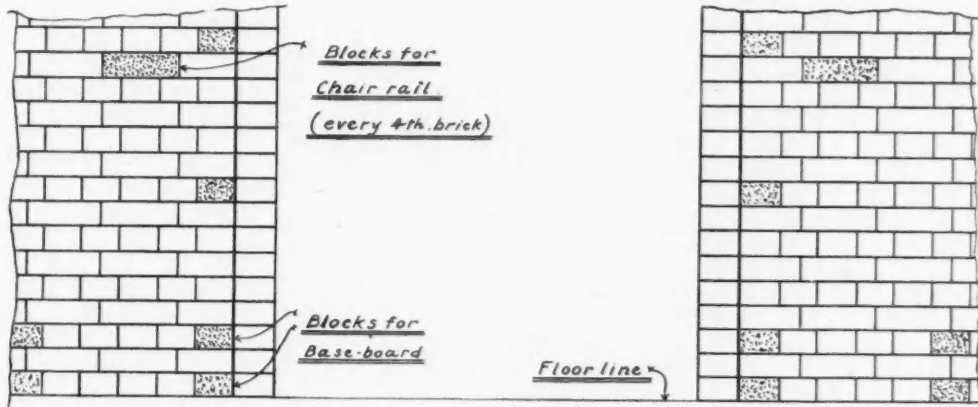 Blocks for
Chair rail
(every 4th. brick)
Blocks for
Base-board
Floor line